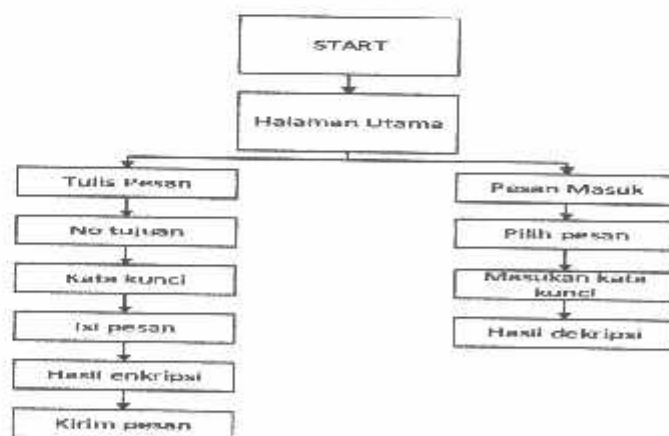 START
Halaman Utama
Tulis Pesan
No tujuan
Kata kunci
Isi pesan
Hasil enkripsi
Kirim pesan
Pesan Masuk
Pilih pesan
Masukan kata
kunci
Hasil dekripsi